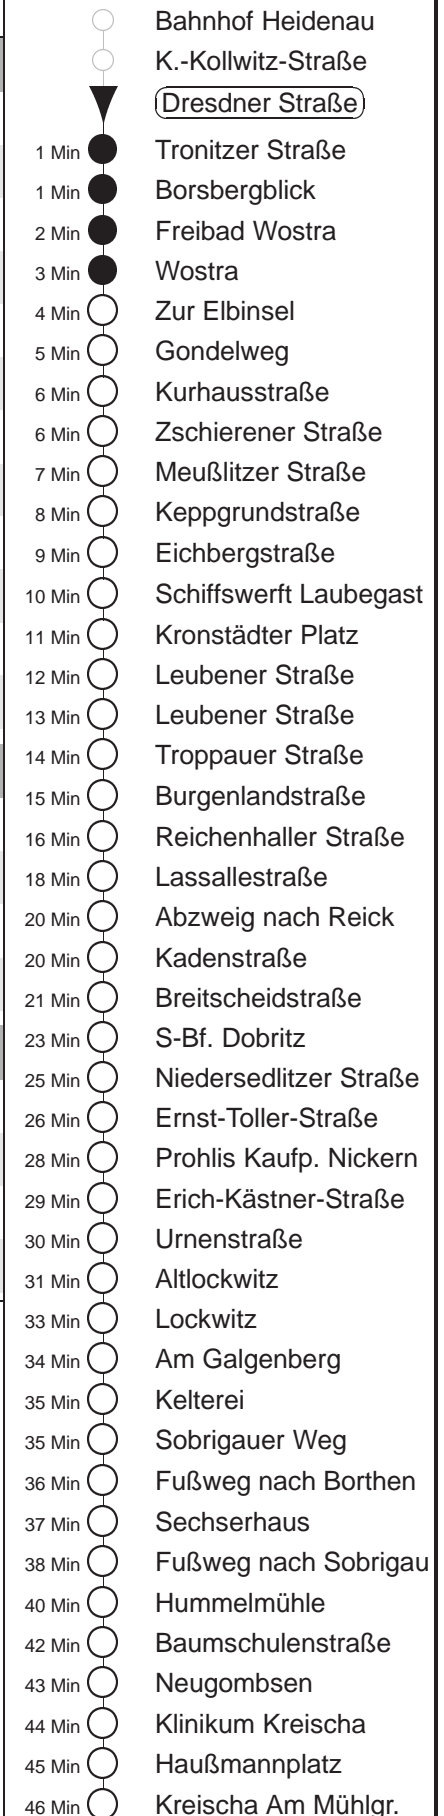 Bahnhof Heidenau
K.-Kollwitz-Straße
Dresdner Straße
1 Min Tronitzer Straße
1 Min Borsbergblick
2 Min Freibad Wostra
3 Min Wostra
4 Min Zur Elbinsel
5 Min Gondelweg
6 Min Kurhausstraße
6 Min Zschierener Straße
7 Min Meußlitzer Straße
8 Min Keppgrundstraße
9 Min Eichbergstraße
10 Min Schiffswerft Laubegast
11 Min Kronstädter Platz
12 Min Leubener Straße
13 Min Leubener Straße
14 Min Troppauer Straße
15 Min Burgenlandstraße
16 Min Reichenhaller Straße
18 Min Lassallestraße
20 Min Abzweig nach Reick
20 Min Kadenstraße
21 Min Breitscheidstraße
23 Min S-Bf. Dobritz
25 Min Niedersedlitzer Straße
26 Min Ernst-Toller-Straße
28 Min Prohlis Kaufp. Nickern
29 Min Erich-Kästner-Straße
30 Min Urnenstraße
31 Min Altlockwitz
33 Min Lockwitz
34 Min Am Galgenberg
35 Min Kelterei
35 Min Sobrigauer Weg
36 Min Fußweg nach Borthen
37 Min Sechserhaus
38 Min Fußweg nach Sobrigau
40 Min Hummelmühle
42 Min Baumschulenstraße
43 Min Neugombsen
44 Min Klinikum Kreischa
45 Min Haußmannplatz
46 Min Kreischa Am Mühlgr.